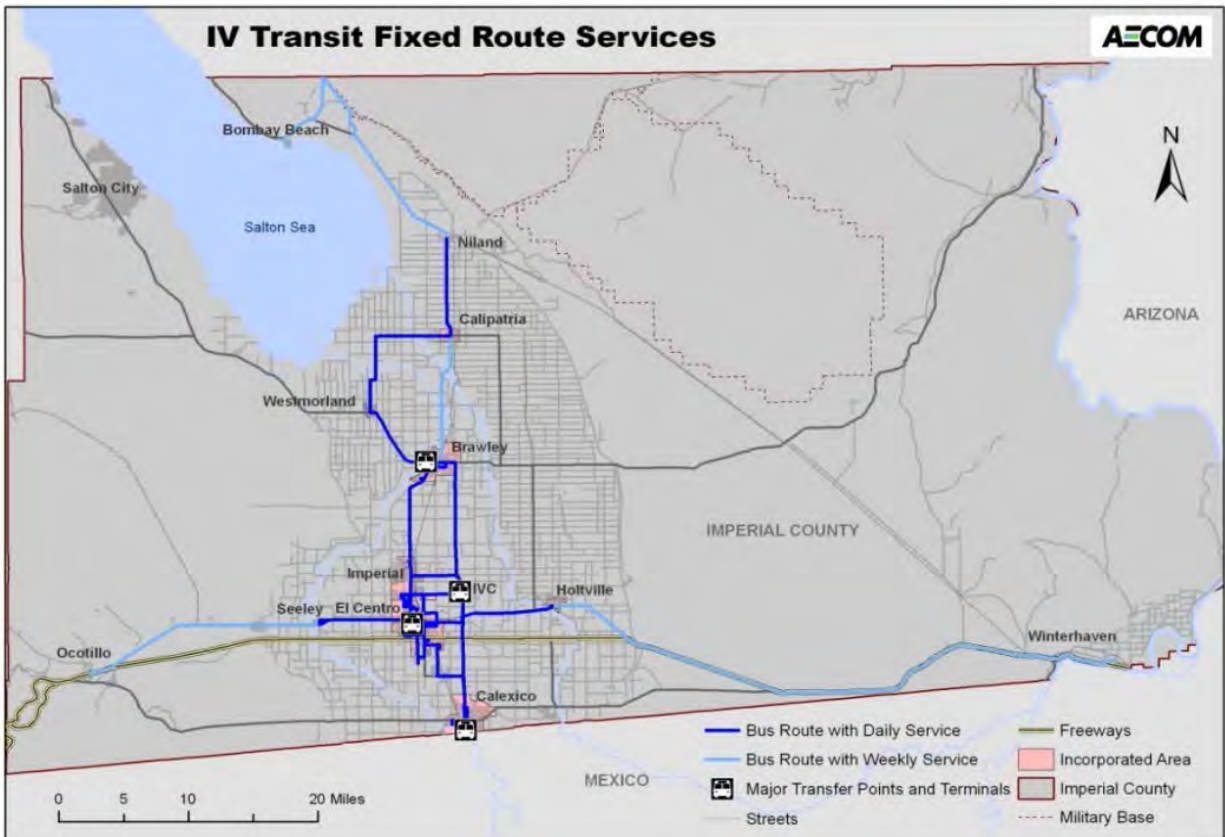 IV Transit Fixed Route Services
AECOM
Bombay Beach
N
Salton City
Salton Sea
Niland
ARIZONA
Calipatria
Westmorland
Brawley
IMPERIAL COUNTY
Imperial
IVC
Holtville
Seeley
El Centro
Winterhaven
Ocotillo
Calexico
MEXICO
Bus Route with Daily Service
Bus Route with Weekly Service
Major Transfer Points and Terminals
Streets
Freeways
Incorporated Area
Imperial County
Military Base
0 5 10 20 Miles